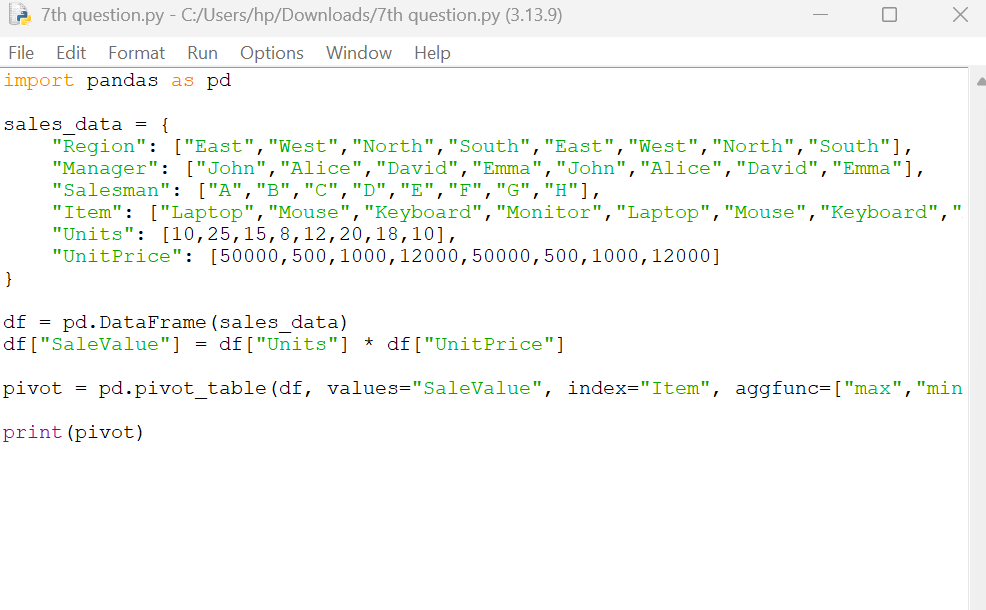 7th question.py - C:/Users/hp/Downloads/7th question.py (3.13.9)
File Edit Format Run Options Window Help
import pandas as pd
sales_data = {
    "Region": ["East","West","North","South","East","West","North","South"],
    "Manager": ["John","Alice","David","Emma","John","Alice","David","Emma"],
    "Salesman": ["A","B","C","D","E","F","G","H"],
    "Item": ["Laptop","Mouse","Keyboard","Monitor","Laptop","Mouse","Keyboard","
    "Units": [10,25,15,8,12,20,18,10],
    "UnitPrice": [50000,500,1000,12000,50000,500,1000,12000]
}
df = pd.DataFrame(sales_data)
df["SaleValue"] = df["Units"] * df["UnitPrice"]
pivot = pd.pivot_table(df, values="SaleValue", index="Item", aggfunc=["max","min
print(pivot)